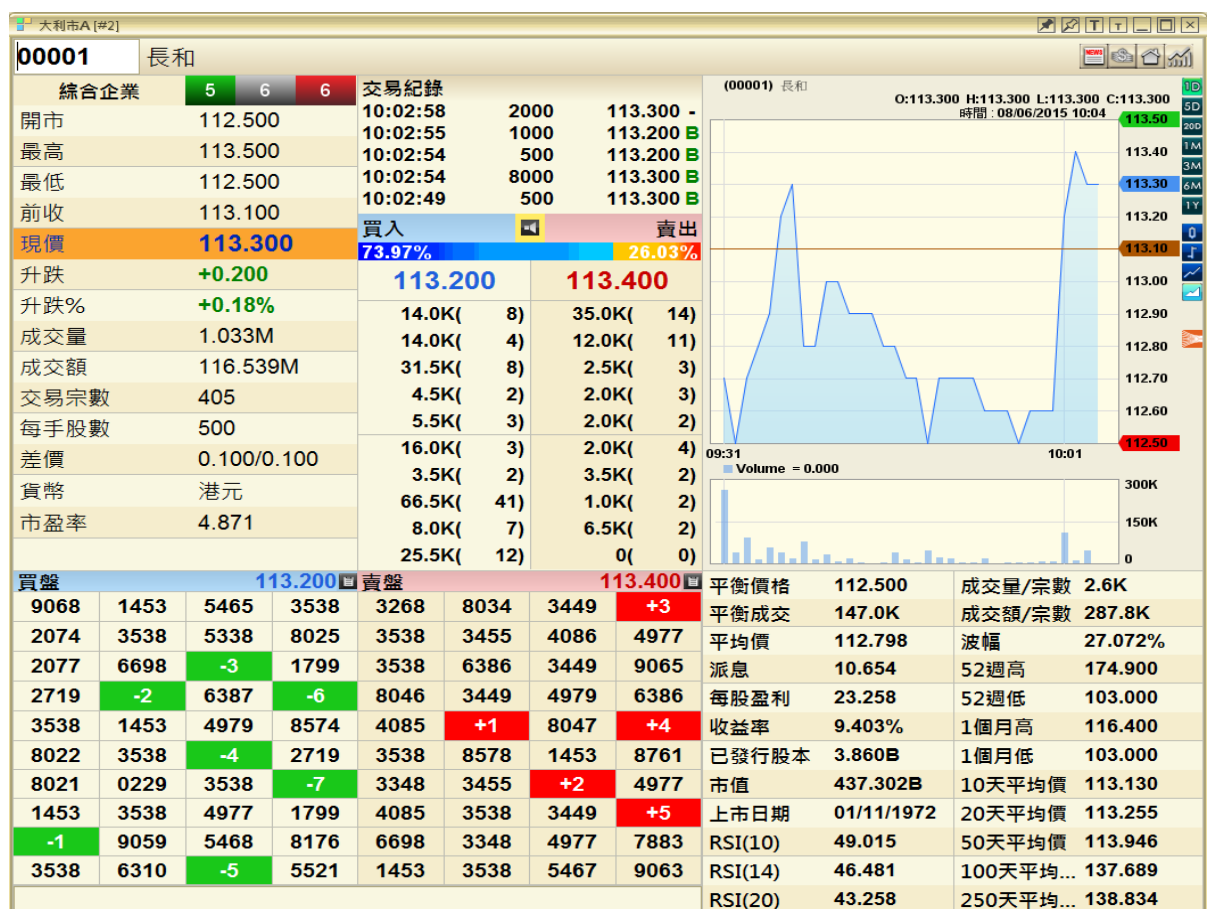 大利市A [#2]
00001 長和
NEWS
綜合企業 5 6 6
開市 112.500
最高 113.500
最低 112.500
前收 113.100
現價 113.300
升跌 +0.200
升跌% +0.18%
成交量 1.033M
成交額 116.539M
交易宗數 405
每手股數 500
差價 0.100/0.100
貨幣 港元
市盈率 4.871
交易紀錄
10:02:58 2000 113.300 -
10:02:55 1000 113.200 B
10:02:54 500 113.200 B
10:02:54 8000 113.300 B
10:02:49 500 113.300 B
買入 賣出
73.97% 26.03%
113.200 113.400
14.0K( 8) 35.0K( 14)
14.0K( 4) 12.0K( 11)
31.5K( 8) 2.5K( 3)
4.5K( 2) 2.0K( 3)
5.5K( 3) 2.0K( 2)
16.0K( 3) 2.0K( 4)
3.5K( 2) 3.5K( 2)
66.5K( 41) 1.0K( 2)
8.0K( 7) 6.5K( 2)
25.5K( 12) 0( 0)
(00001) 長和
O:113.300 H:113.300 L:113.300 C:113.300
時間 : 08/06/2015 10:04
113.50
113.40
113.30
113.20
113.10
113.00
112.90
112.80
112.70
112.60
112.50
09:31 10:01
Volume = 0.000
300K
150K
0
1D
5D
20D
1M
3M
6M
1Y
買盤 113.200 賣盤 113.400
9068 1453 5465 3538 3268 8034 3449 +3
2074 3538 5338 8025 3538 3455 4086 4977
2077 6698 -3 1799 3538 6386 3449 9065
2719 -2 6387 -6 8046 3449 4979 6386
3538 1453 4979 8574 4085 +1 8047 +4
8022 3538 -4 2719 3538 8578 1453 8761
8021 0229 3538 -7 3348 3455 +2 4977
1453 3538 4977 1799 4085 3538 3449 +5
-1 9059 5468 8176 6698 3348 4977 7883
3538 6310 -5 5521 1453 3538 5467 9063
平衡價格 112.500 成交量/宗數 2.6K
平衡成交 147.0K 成交額/宗數 287.8K
平均價 112.798 波幅 27.072%
派息 10.654 52週高 174.900
每股盈利 23.258 52週低 103.000
收益率 9.403% 1個月高 116.400
已發行股本 3.860B 1個月低 103.000
市值 437.302B 10天平均價 113.130
上市日期 01/11/1972 20天平均價 113.255
RSI(10) 49.015 50天平均價 113.946
RSI(14) 46.481 100天平均... 137.689
RSI(20) 43.258 250天平均... 138.834